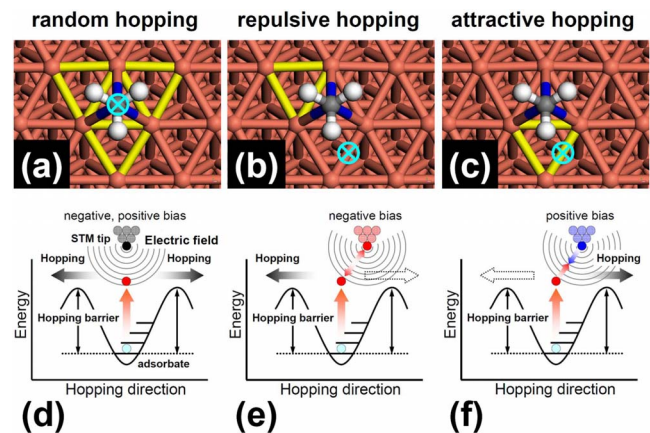 random hopping
repulsive hopping
attractive hopping
(a)
(b)
(c)
negative, positive bias
STM tip
Electric field
Hopping
Hopping
Hopping barrier
adsorbate
Energy
Hopping direction
(d)
negative bias
Hopping
Hopping barrier
Energy
Hopping direction
(e)
positive bias
Hopping
Hopping barrier
Energy
Hopping direction
(f)